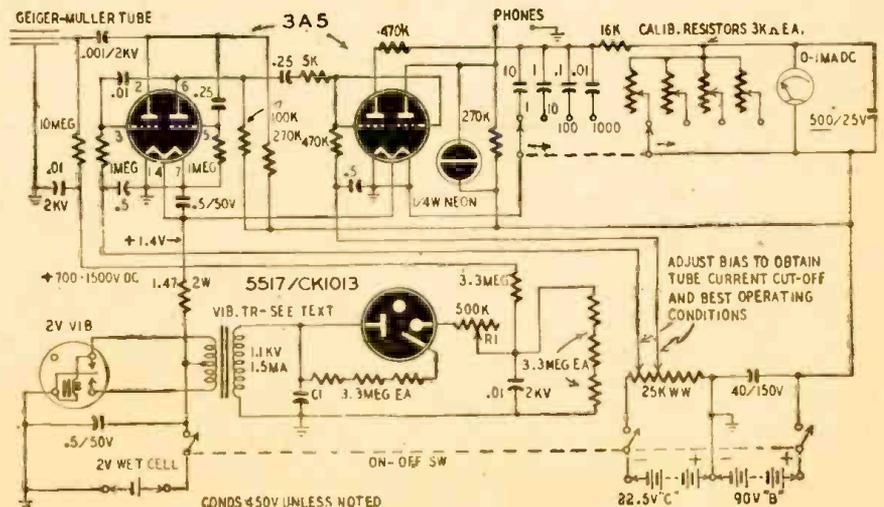 GEIGER-MULLER TUBE
3A5
PHONES
.001/2KV
.470K
16K
CALIB. RESISTORS 3KΩ EA.
0-1MADC
.01
2
6
.25
.25 5K
10
1
.1
.01
1
10
100
1000
500/25V
10MEG
3
5
100K
270K
470K
270K
1MEG
1 4
7
1MEG
.01
2KV
.5
.5/50V
.5
1/4W NEON
+1.4V→
+700-1500V DC
1.47
2W
5517/CK1013
3.3MEG
ADJUST BIAS TO OBTAIN
TUBE CURRENT CUT-OFF
AND BEST OPERATING
CONDITIONS
2V VIB
VIB. TR-SEE TEXT
500K
R1
1.1KV
1.5MA
3.3MEG EA
3.3MEG EA
C1
.01
2KV
25K WW
40/150V
.5/50V
2V WET CELL
ON-OFF SW
- +
- +
22.5V"C"
90V"B"
CONDS 450V UNLESS NOTED